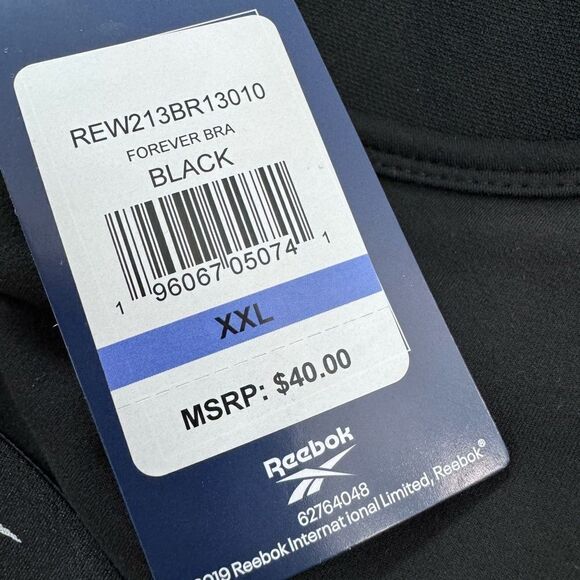 REW213BR13010
FOREVER BRA
BLACK
1 96067 05074 1
XXL
MSRP: $40.00
Reebok
62764048
2019 Reebok International Limited, Reebok®